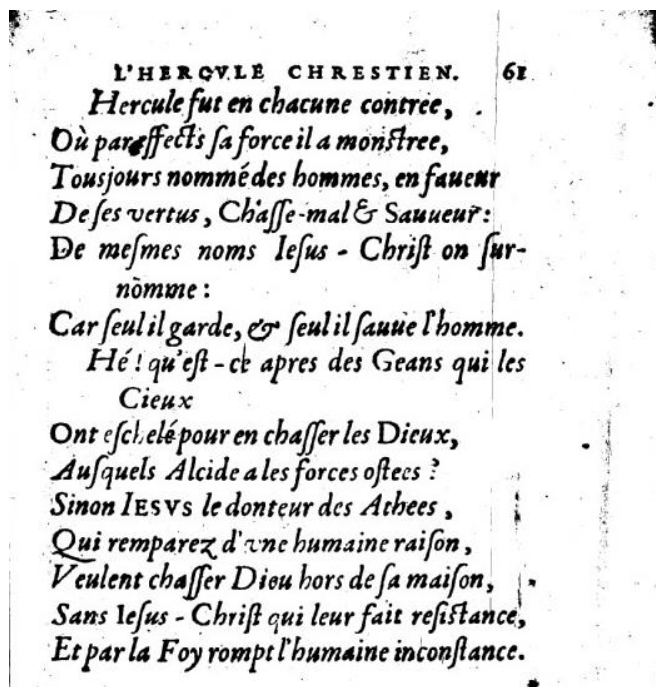 L'HERCVLE CHRESTIEN. 61
Hercule fut en chacune contree,
Où par effects sa force il a monstree,
Tousjours nommé des hommes, en faueur
De ses vertus, Chasse-mal & Sauueur:
De mesmes noms Iesus - Christ on sur-
nomme:
Car seul il garde, & seul il sauue l'homme.
Hé! qu'est-ce apres des Geans qui les
Cieux
Ont eschelé pour en chasser les Dieux,
Ausquels Alcide a les forces ostees?
Sinon IESVS le donteur des Athees,
Qui remparez d'vne humaine raison,
Veulent chasser Dieu hors de sa maison,
Sans Iesus - Christ qui leur fait resistance,
Et par la Foy rompt l'humaine inconstance.